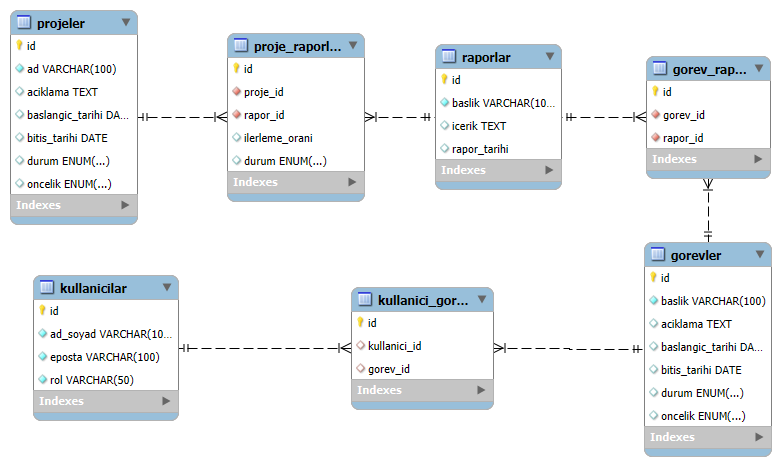 projeler
id
ad VARCHAR(100)
aciklama TEXT
baslangic_tarihi DA...
bitis_tarihi DATE
durum ENUM(...)
oncelik ENUM(...)
Indexes
proje_raporl...
id
proje_id
rapor_id
ilerleme_orani
durum ENUM(...)
Indexes
raporlar
id
baslik VARCHAR(10...
icerik TEXT
rapor_tarihi
Indexes
gorev_rap...
id
gorev_id
rapor_id
Indexes
kullanicilar
id
ad_soyad VARCHAR(10...
eposta VARCHAR(100)
rol VARCHAR(50)
Indexes
kullanici_gor...
id
kullanici_id
gorev_id
Indexes
gorevler
id
baslik VARCHAR(100)
aciklama TEXT
baslangic_tarihi DA...
bitis_tarihi DATE
durum ENUM(...)
oncelik ENUM(...)
Indexes